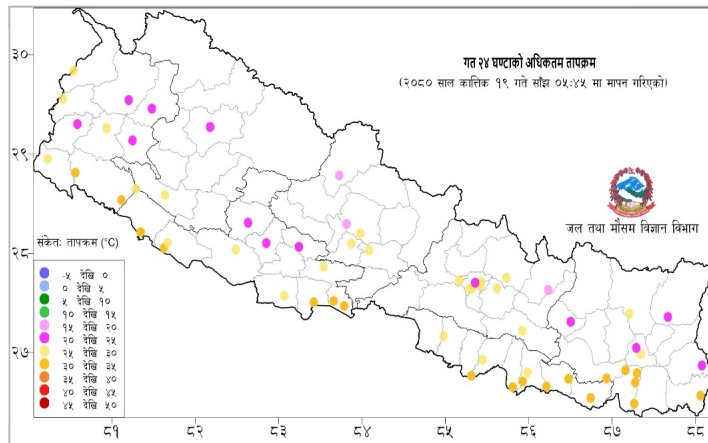 गत २४ घण्टाको अधिकतम तापक्रम
(२०८० साल कात्तिक १९ गते साँझ ०५:४५ मा मापन गरिएको)
३०
२९
२८
२७
जल तथा मौसम विज्ञान विभाग
संकेत: तापक्रम (°C)
-५ देखि ०
० देखि ५
५ देखि १०
१० देखि १५
१५ देखि २०
२० देखि २५
२५ देखि ३०
३० देखि ३५
३५ देखि ४०
४० देखि ४५
४५ देखि ५०
८१ ८२ ८३ ८४ ८५ ८६ ८७ ८८